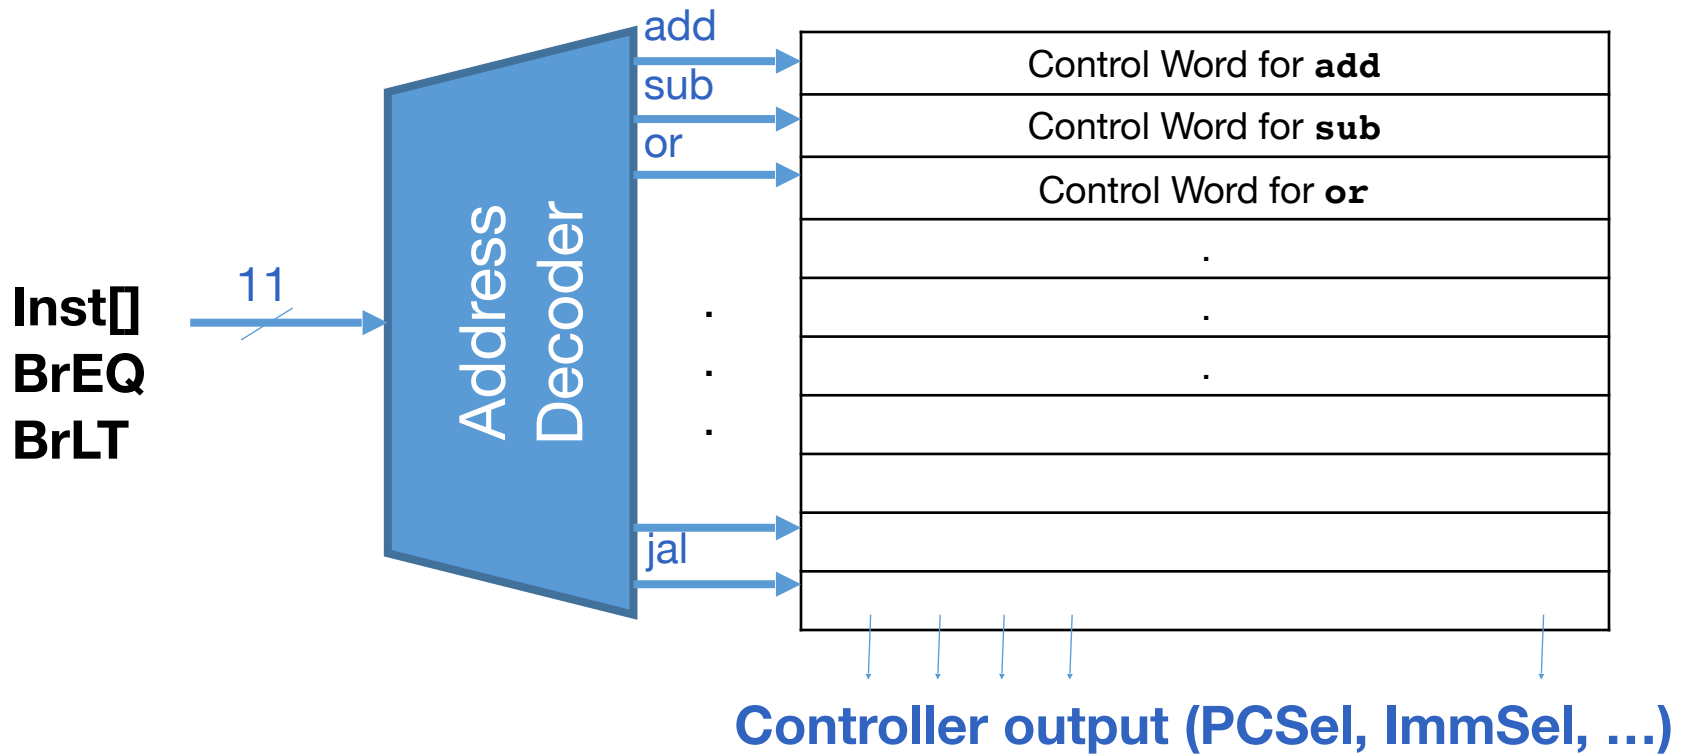 add
Control Word for add
sub
Control Word for sub
or
Control Word for or
Address
Decoder
11
Inst[]
BrEQ
BrLT
.
.
.
.
.
.
jal
Controller output (PCSel, ImmSel, …)